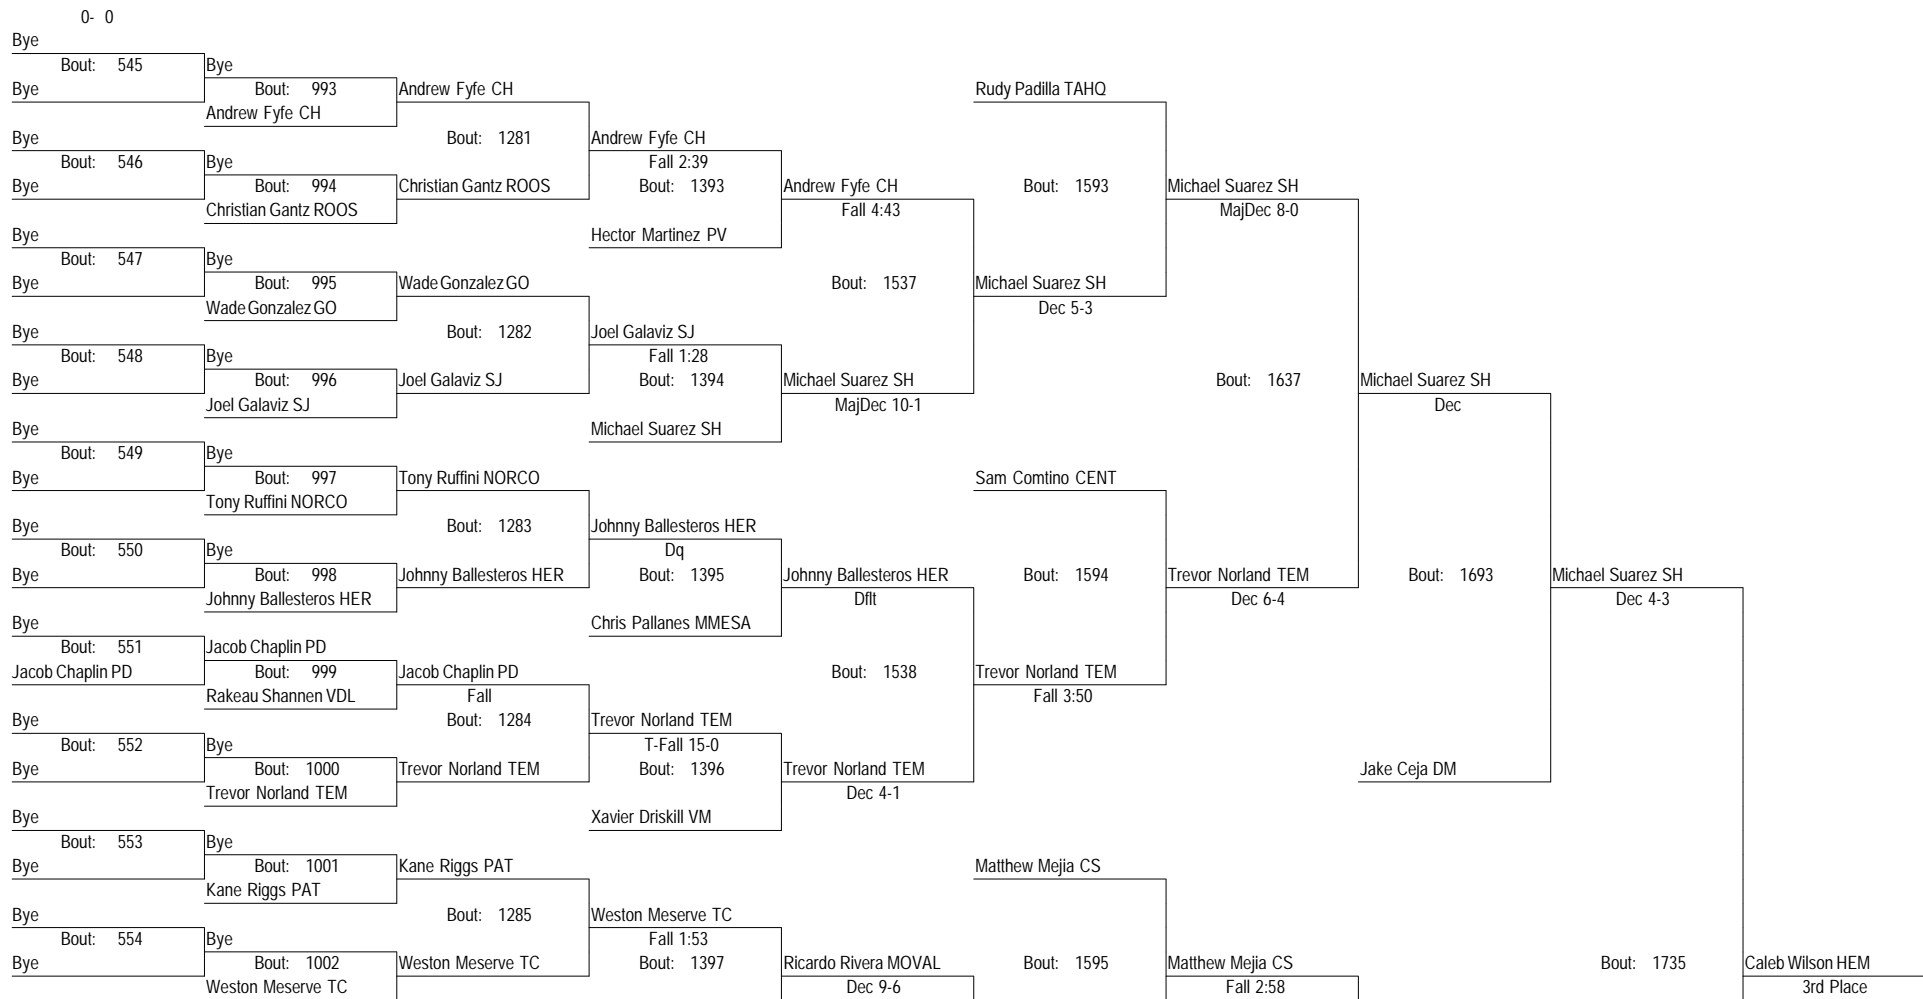 0- 0
Bye
Bout: 545 Bye
Bye Bout: 993 Andrew Fyfe CH Rudy Padilla TAHQ
Andrew Fyfe CH
Bye Bout: 1281 Andrew Fyfe CH
Bout: 546 Bye Fall 2:39
Bye Bout: 994 Christian Gantz ROOS Bout: 1393 Andrew Fyfe CH Bout: 1593 Michael Suarez SH
Christian Gantz ROOS Fall 4:43 MajDec 8-0
Bye Hector Martinez PV
Bout: 547 Bye
Bye Bout: 995 Wade Gonzalez GO Bout: 1537 Michael Suarez SH
Wade Gonzalez GO Dec 5-3
Bye Bout: 1282 Joel Galaviz SJ
Bout: 548 Bye Fall 1:28
Bye Bout: 996 Joel Galaviz SJ Bout: 1394 Michael Suarez SH Bout: 1637 Michael Suarez SH
Joel Galaviz SJ MajDec 10-1 Dec
Bye Michael Suarez SH
Bout: 549 Bye
Bye Bout: 997 Tony Ruffini NORCO Sam Comtino CENT
Tony Ruffini NORCO
Bye Bout: 1283 Johnny Ballesteros HER
Bout: 550 Bye Dq
Bye Bout: 998 Johnny Ballesteros HER Bout: 1395 Johnny Ballesteros HER Bout: 1594 Trevor Norland TEM Bout: 1693 Michael Suarez SH
Johnny Ballesteros HER Dflt Dec 6-4 Dec 4-3
Bye Chris Pallanes MMESA
Bout: 551 Jacob Chaplin PD
Jacob Chaplin PD Bout: 999 Jacob Chaplin PD Bout: 1538 Trevor Norland TEM
Rakeau Shannen VDL Fall Fall 3:50
Bye Bout: 1284 Trevor Norland TEM
Bout: 552 Bye T-Fall 15-0
Bye Bout: 1000 Trevor Norland TEM Bout: 1396 Trevor Norland TEM Jake Ceja DM
Trevor Norland TEM Dec 4-1
Bye Xavier Driskill VM
Bout: 553 Bye
Bye Bout: 1001 Kane Riggs PAT Matthew Mejia CS
Kane Riggs PAT
Bye Bout: 1285 Weston Meserve TC
Bout: 554 Bye Fall 1:53
Bye Bout: 1002 Weston Meserve TC Bout: 1397 Ricardo Rivera MOVAL Bout: 1595 Matthew Mejia CS Bout: 1735 Caleb Wilson HEM
Weston Meserve TC Dec 9-6 Fall 2:58 3rd Place